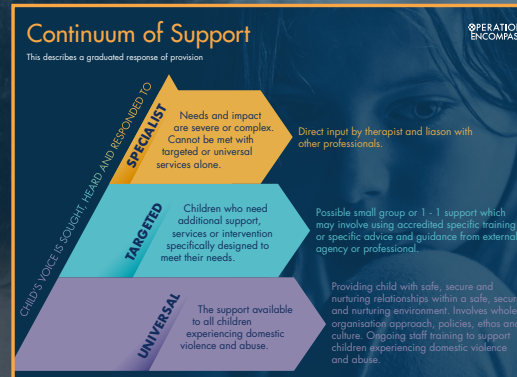 Continuum of Support
OPERATION
ENCOMPASS
This describes a graduated response of provision
CHILD'S VOICE IS SOUGHT, HEARD AND RESPONDED TO
SPECIALIST
Needs and impact
are severe or complex.
Cannot be met with
targeted or universal
services alone.
Direct input by therapist and liason with
other professionals.
TARGETED
Children who need
additional support,
services or intervention
specifically designed to
meet their needs.
Possible small group or 1 - 1 support which
may involve using accredited specific training
or specific advice and guidance from external
agency or professional.
UNIVERSAL
The support available
to all children
experiencing domestic
violence and abuse.
Providing child with safe, secure and
nurturing relationships within a safe, secure
and nurturing environment. Involves whole
organisation approach, policies, ethos and
culture. Ongoing staff training to support
children experiencing domestic violence
and abuse.